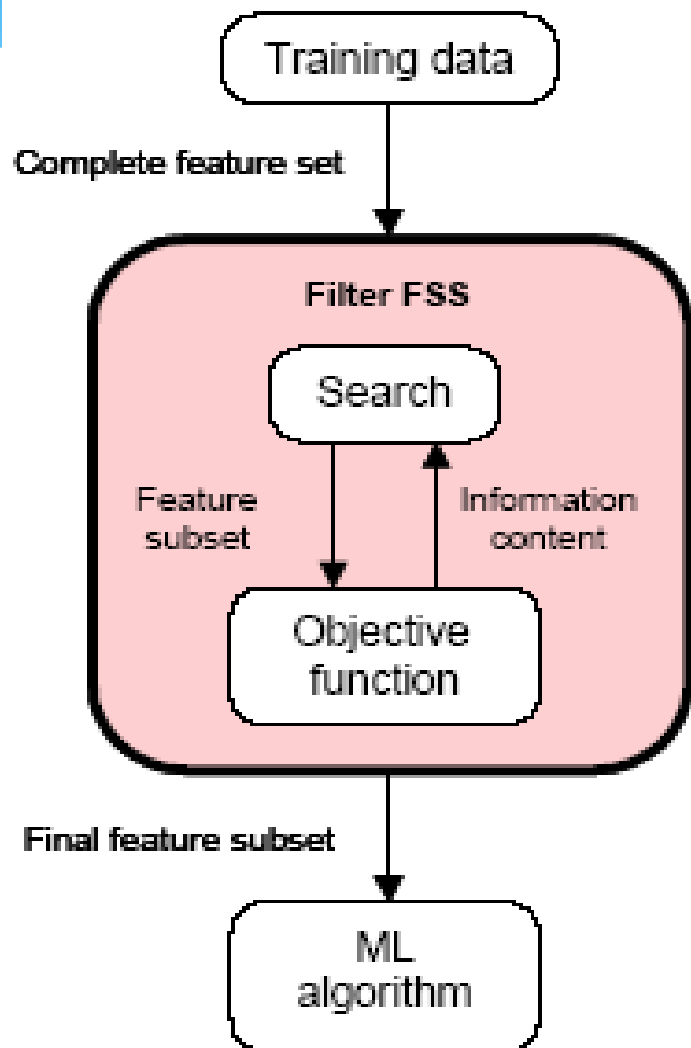 Training data
Complete feature set
Filter FSS
Search
Feature
subset
Information
content
Objective
function
Final feature subset
ML
algorithm